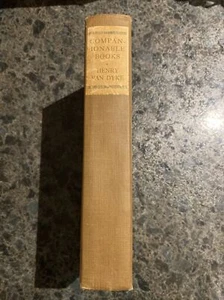 COMPAN-
IONABLE
BOOKS
HENRY
VAN DYKE